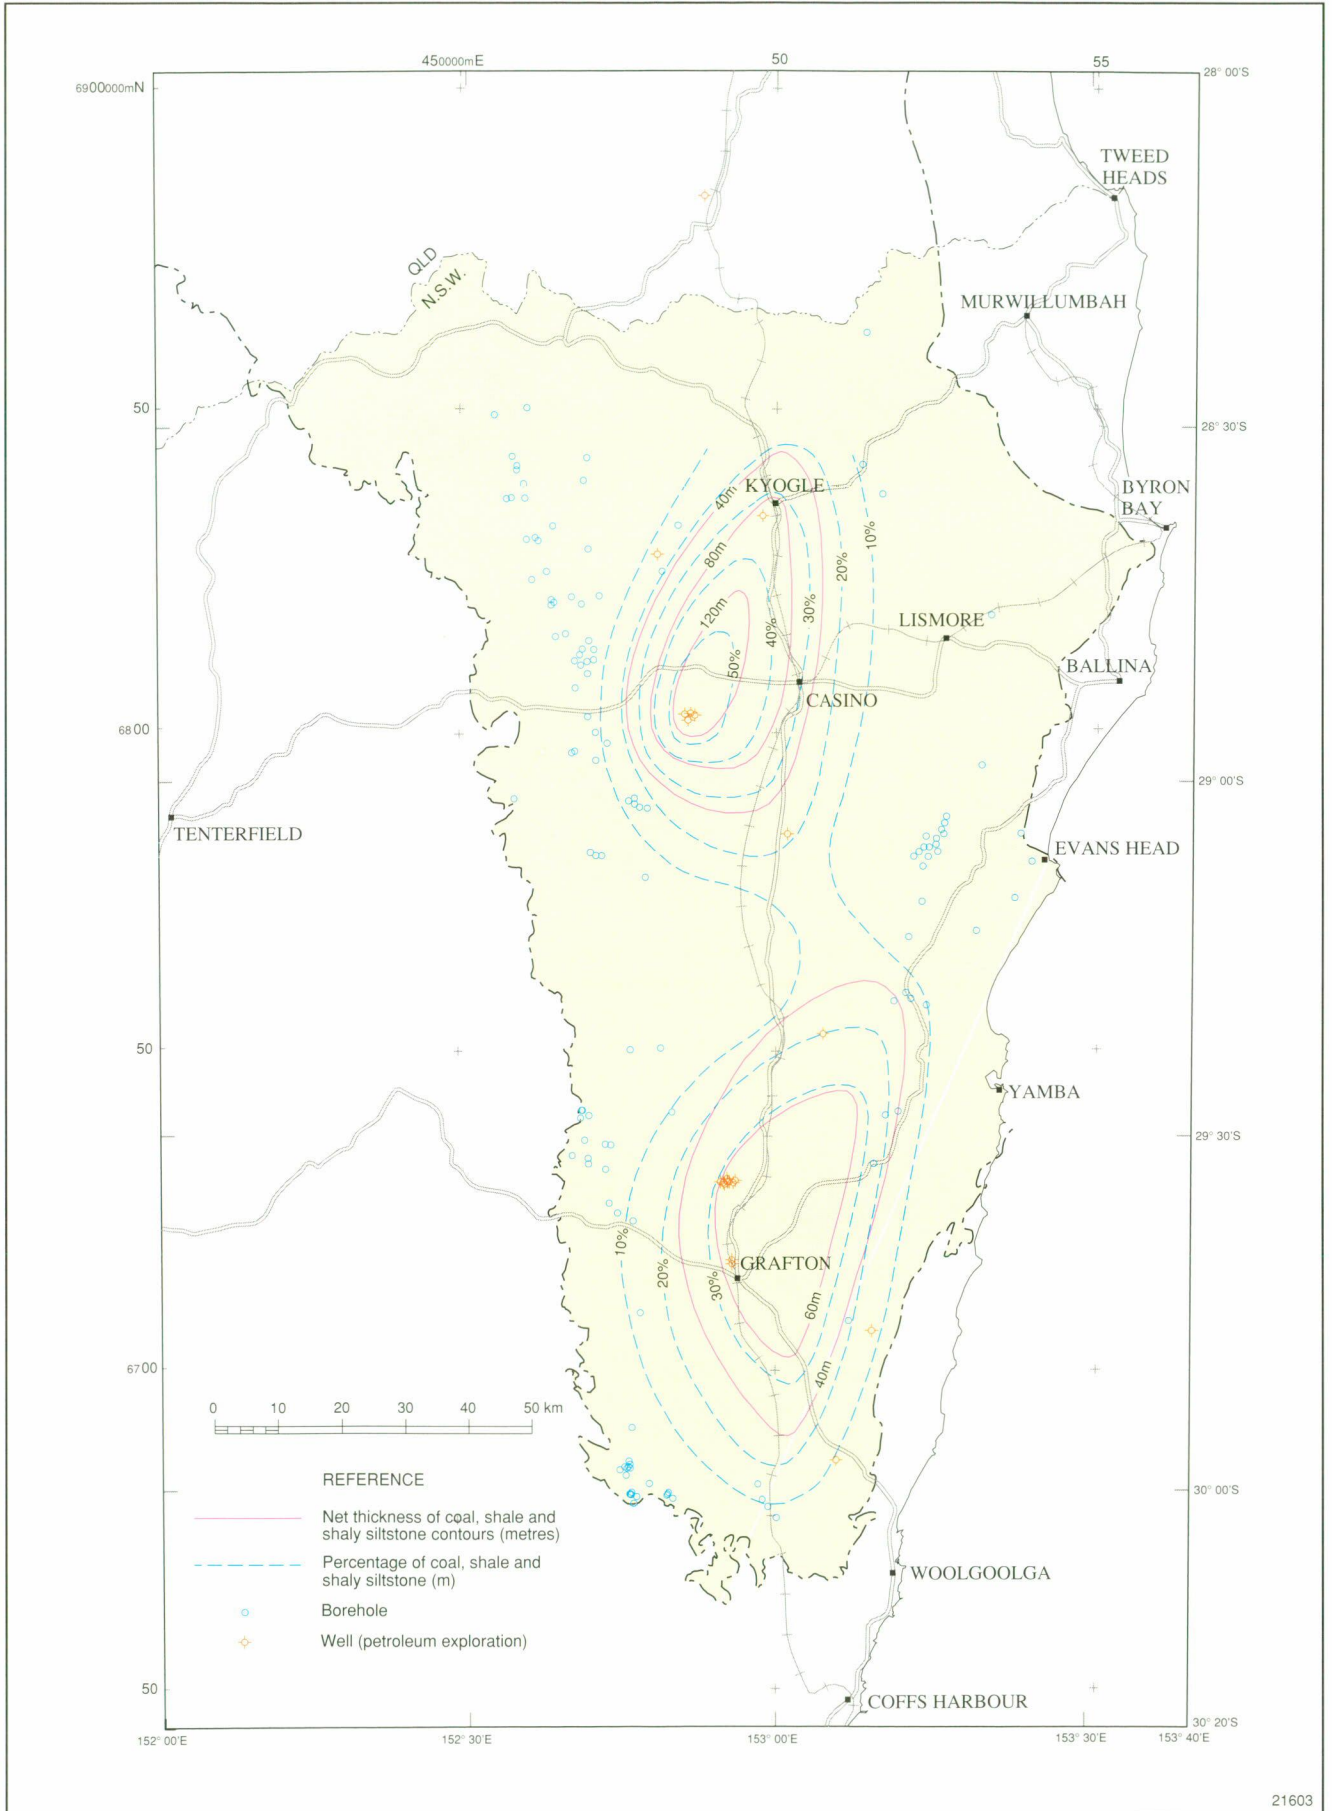 450000mE
50
55
6900000mN
28° 00'S
TWEED
HEADS
QLD
N.S.W.
MURWILLUMBAH
50
28° 30'S
KYOGLE
40m
BYRON
BAY
10%
80m
20%
120m
30%
LISMORE
40%
50%
BALLINA
CASINO
6800
29° 00'S
TENTERFIELD
EVANS HEAD
50
YAMBA
29° 30'S
10%
20%
GRAFTON
30%
60m
6700
40m
0 10 20 30 40 50 km
REFERENCE
30° 00'S
Net thickness of coal, shale and
shaly siltstone contours (metres)
Percentage of coal, shale and
shaly siltstone (m)
WOOLGOOLGA
Borehole
Well (petroleum exploration)
50
COFFS HARBOUR
30° 20'S
152° 00'E
152° 30'E
153° 00'E
153° 30'E
153° 40'E
21603